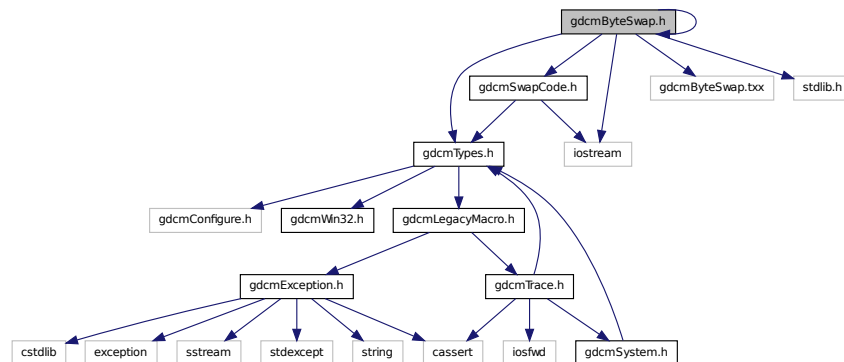 gdcmByteSwap.h
gdcmSwapCode.h
gdcmByteSwap.txx
stdlib.h
gdcmTypes.h
iostream
gdcmConfigure.h
gdcmWin32.h
gdcmLegacyMacro.h
gdcmException.h
gdcmTrace.h
cstdlib
exception
sstream
stdexcept
string
cassert
iosfwd
gdcmSystem.h